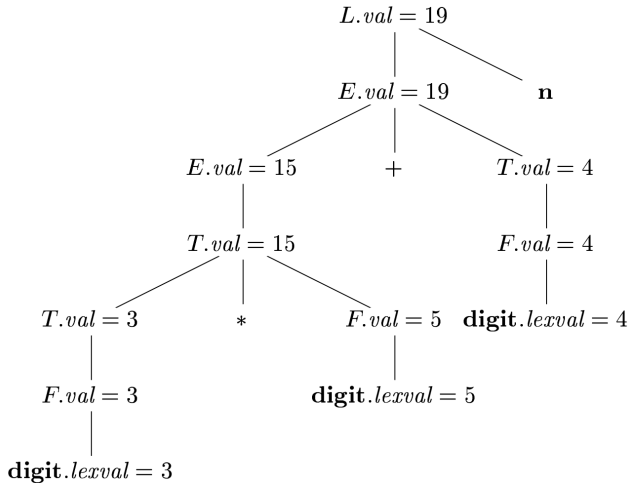 L.val = 19
E.val = 19 n
E.val = 15 + T.val = 4
T.val = 15 F.val = 4
T.val = 3 * F.val = 5 digit.lexval = 4
F.val = 3 digit.lexval = 5
digit.lexval = 3